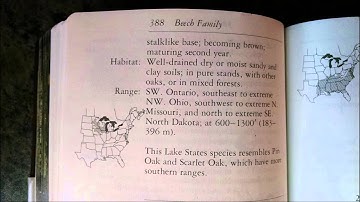 388 Beech Family
stalklike base; becoming brown;
maturing second year.
Habitat: Well-drained dry or moist sandy and
clay soils; in pure stands, with other
oaks, or in mixed forests.
Range: SW. Ontario, southeast to extreme
NW. Ohio, southwest to extreme N.
Missouri, and north to extreme SE.
North Dakota; at 600–1300' (183–
396 m).
This Lake States species resembles Pin
Oak and Scarlet Oak, which have more
southern ranges.